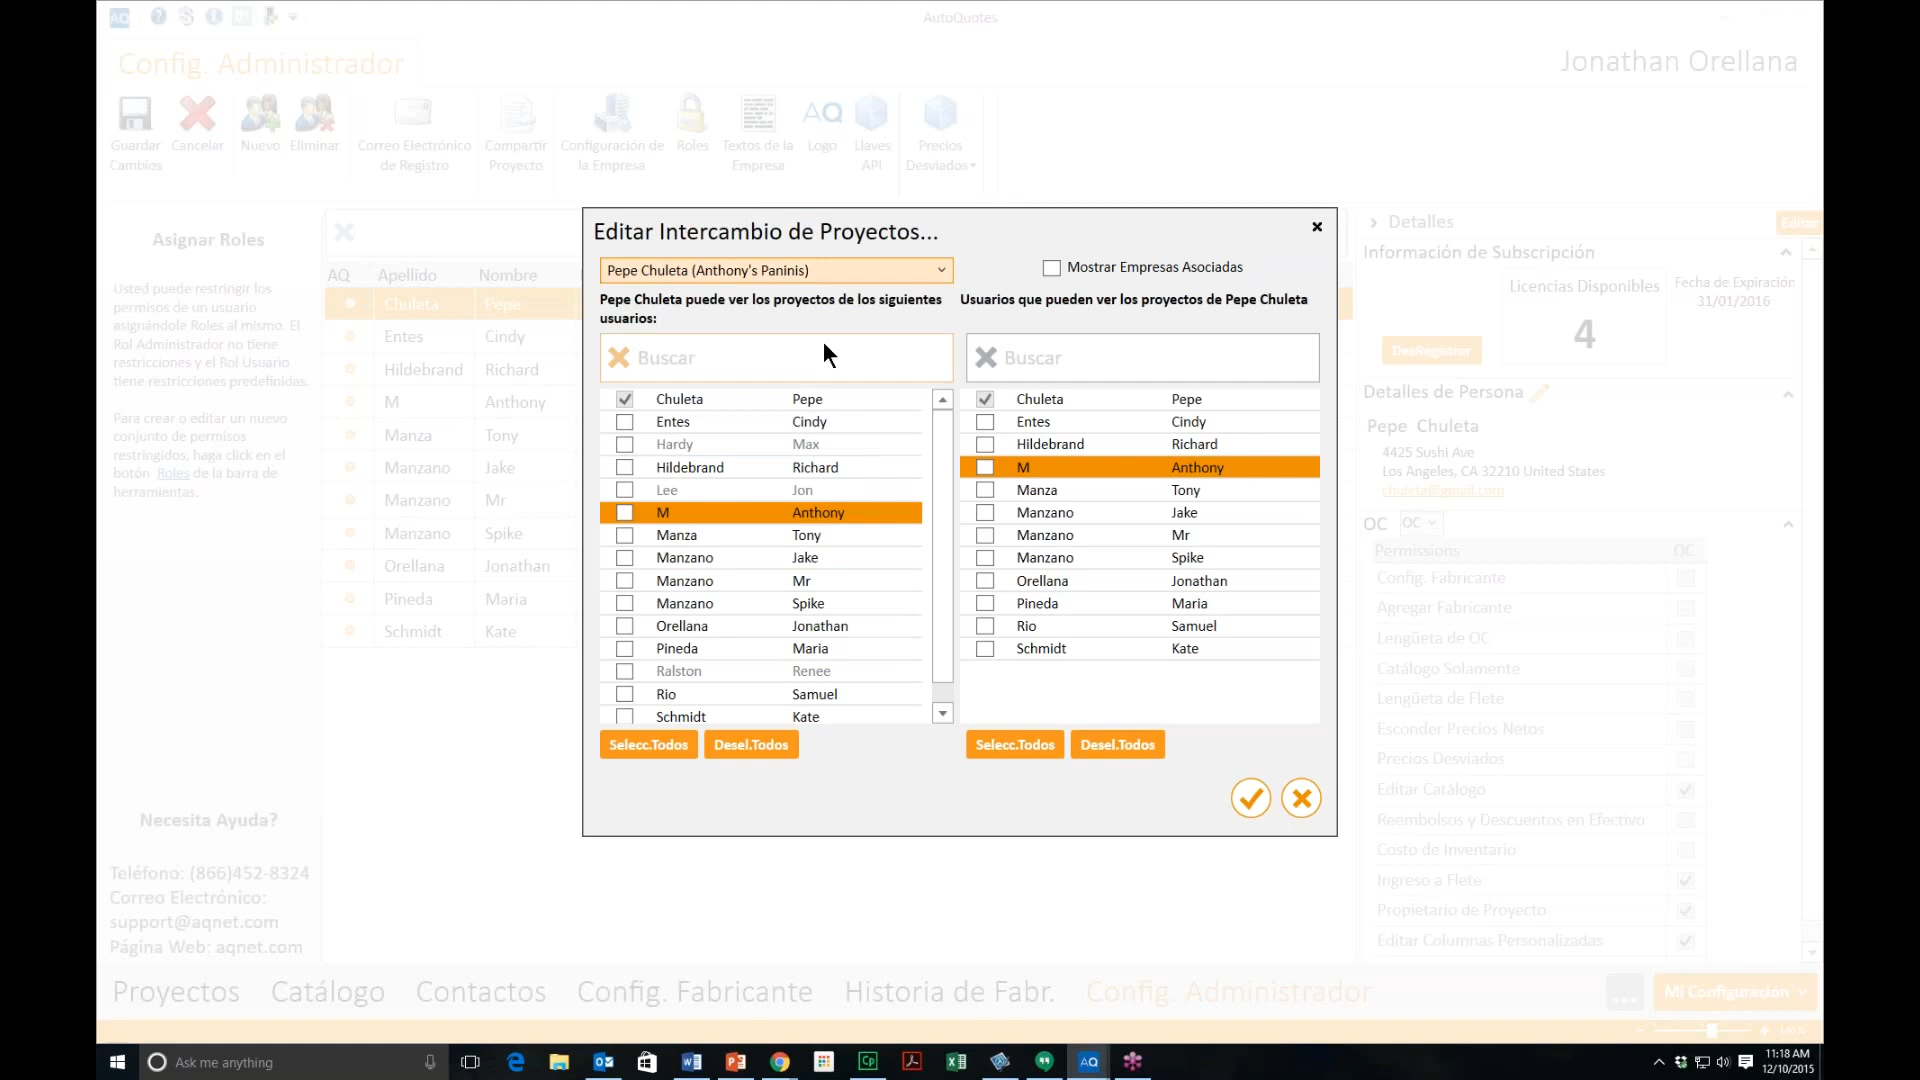 AutoQuotes
Config. Administrador
Jonathan Orellana
Guardar Cambios
Cancelar
Nuevo
Eliminar
Correo Electrónico de Registro
Compartir Proyecto
Configuración de la Empresa
Roles
Textos de la Empresa
AQ
Logo
Llaves API
Precios Desviados
Asignar Roles
Usted puede restringir los
permisos de un usuario
asignándole Roles al mismo. El
Rol Administrador no tiene
restricciones y el Rol Usuario
tiene restricciones predefinidas.
Para crear o editar un nuevo
conjunto de permisos
restringidos, haga click en el
botón Roles de la barra de
herramientas.
Necesita Ayuda?
Teléfono: (866)452-8324
Correo Electrónico:
support@aqnet.com
Página Web: aqnet.com
AQ Apellido Nombre
Chuleta Pepe
Entes Cindy
Hildebrand Richard
M Anthony
Manza Tony
Manzano Jake
Manzano Mr
Manzano Spike
Orellana Jonathan
Pineda Maria
Schmidt Kate
Editar Intercambio de Proyectos...
Pepe Chuleta (Anthony's Paninis)
Mostrar Empresas Asociadas
Pepe Chuleta puede ver los proyectos de los siguientes
usuarios:
Buscar
Chuleta Pepe
Entes Cindy
Hardy Max
Hildebrand Richard
Lee Jon
M Anthony
Manza Tony
Manzano Jake
Manzano Mr
Manzano Spike
Orellana Jonathan
Pineda Maria
Ralston Renee
Rio Samuel
Schmidt Kate
Selecc.Todos Desel.Todos
Usuarios que pueden ver los proyectos de Pepe Chuleta
Buscar
Chuleta Pepe
Entes Cindy
Hildebrand Richard
M Anthony
Manza Tony
Manzano Jake
Manzano Mr
Manzano Spike
Orellana Jonathan
Pineda Maria
Rio Samuel
Schmidt Kate
Selecc.Todos Desel.Todos
Detalles
Editar
Información de Subscripción
Licencias Disponibles
4
Fecha de Expiración
31/01/2016
DesRegistrar
Detalles de Persona
Pepe Chuleta
4425 Sushi Ave
Los Angeles, CA 32210 United States
chuleta@gmail.com
OC OC
Permissions OC
Config. Fabricante
Agregar Fabricante
Lengüeta de OC
Catálogo Solamente
Lengüeta de Flete
Esconder Precios Netos
Precios Desviados
Editar Catálogo
Reembolsos y Descuentos en Efectivo
Costo de Inventario
Ingreso a Flete
Propietario de Proyecto
Editar Columnas Personalizadas
Proyectos Catálogo Contactos Config. Fabricante Historia de Fabr. Config. Administrador
... Mi Configuración
Ask me anything
AQ
11:18 AM
12/10/2015